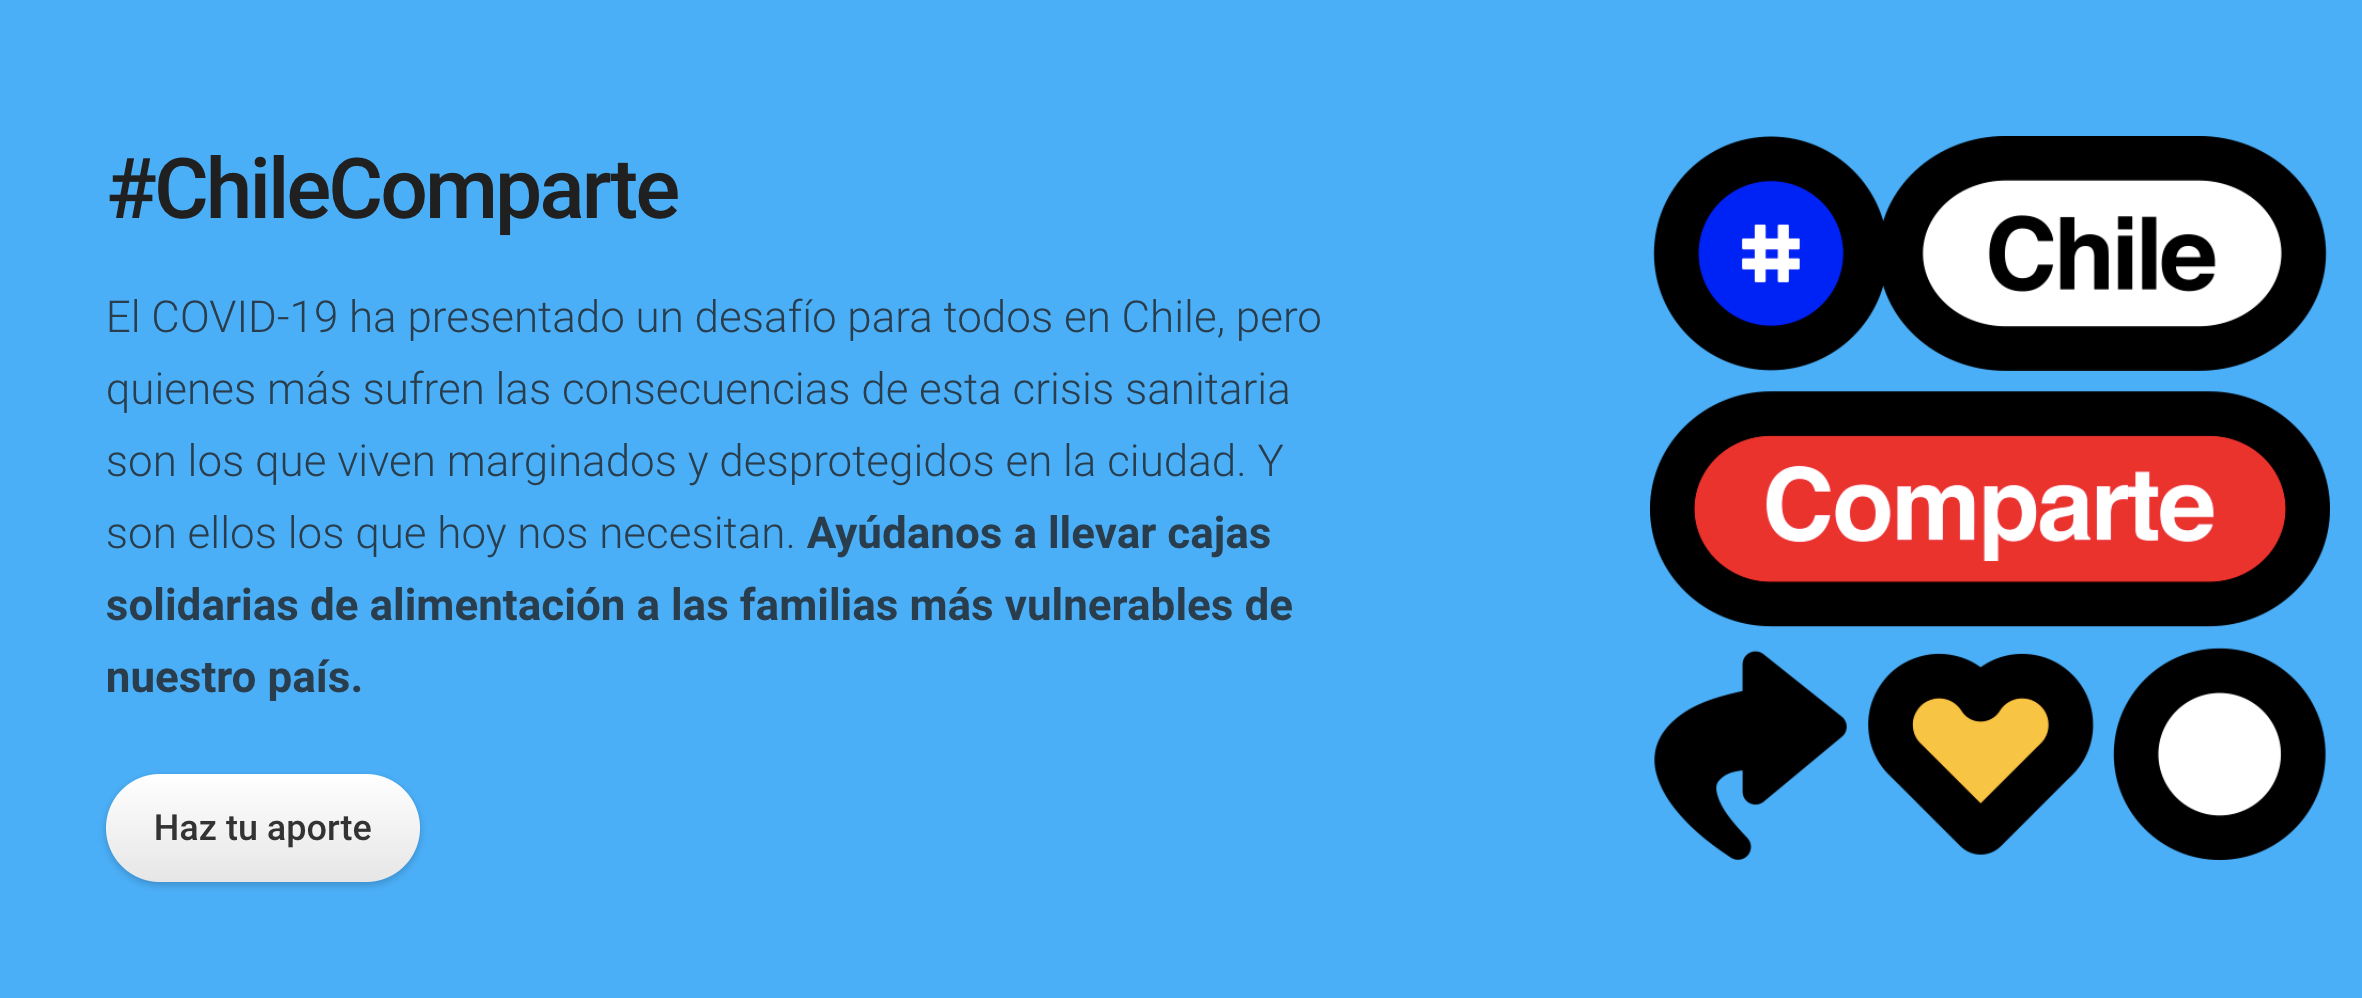 #ChileComparte
El COVID-19 ha presentado un desafío para todos en Chile, pero
quienes más sufren las consecuencias de esta crisis sanitaria
son los que viven marginados y desprotegidos en la ciudad. Y
son ellos los que hoy nos necesitan. Ayúdanos a llevar cajas
solidarias de alimentación a las familias más vulnerables de
nuestro país.
Haz tu aporte
# Chile
Comparte